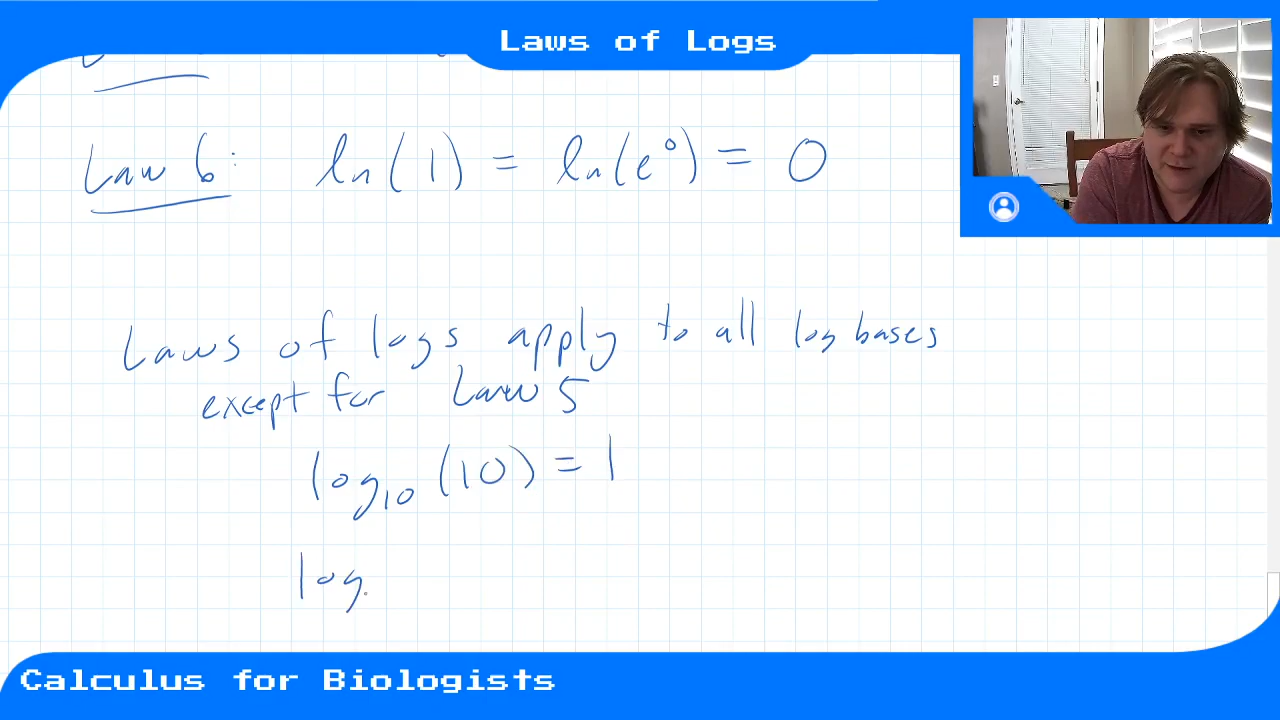 Laws of Logs
Law 6: ln(1) = ln(e⁰) = 0
Laws of logs apply to all log bases
except for Law 5
log₁₀(10) = 1
log
Calculus for Biologists